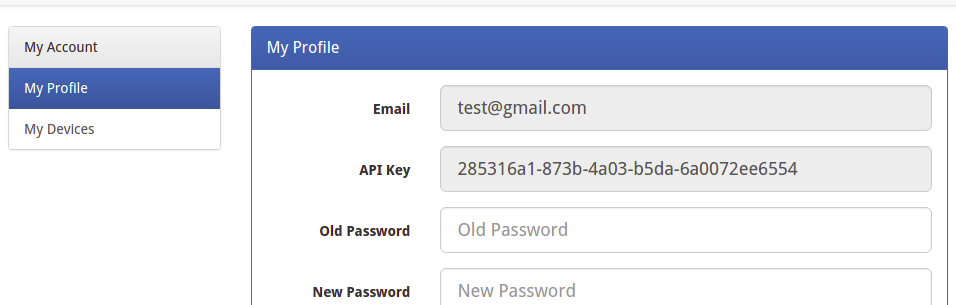 My Account
My Profile
My Devices
My Profile
Email test@gmail.com
API Key 285316a1-873b-4a03-b5da-6a0072ee6554
Old Password Old Password
New Password New Password